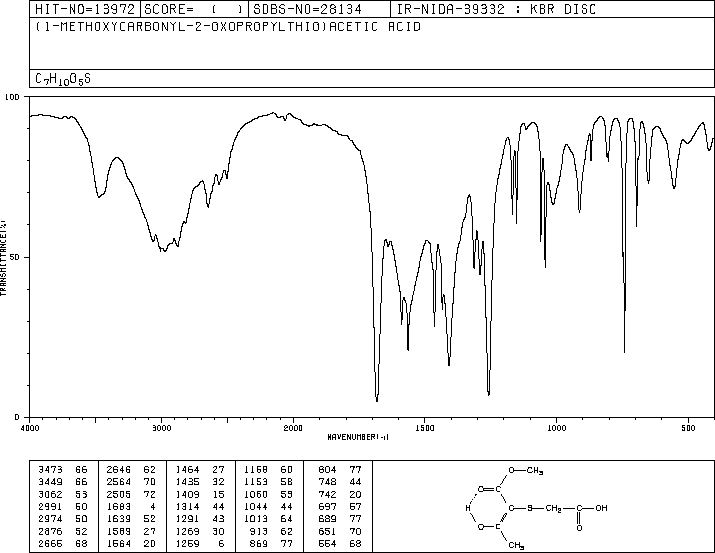 HIT-NO=13972 SCORE= ( ) SDBS-NO=28134 IR-NIDA-39332 : KBR DISC
(1-METHOXYCARBONYL-2-OXOPROPYLTHIO)ACETIC ACID
C7H10O5S
100
50
0
TRANSMITTANCE(%)
4000 3000 2000 1500 1000 500
WAVENUMBER(-1)
3473 66 2646 62 1464 27 1168 60 804 77
3449 66 2564 70 1435 32 1153 58 748 44
3062 53 2505 72 1409 15 1060 53 742 20
2991 50 1683 4 1314 44 1044 44 697 57
2974 50 1639 52 1291 43 1013 64 689 77
2876 52 1589 27 1269 30 913 62 651 70
2665 68 1564 20 1259 6 869 77 554 68
O-CH3
O=C
H
C-S-CH2-C-OH
O-C
O
CH3